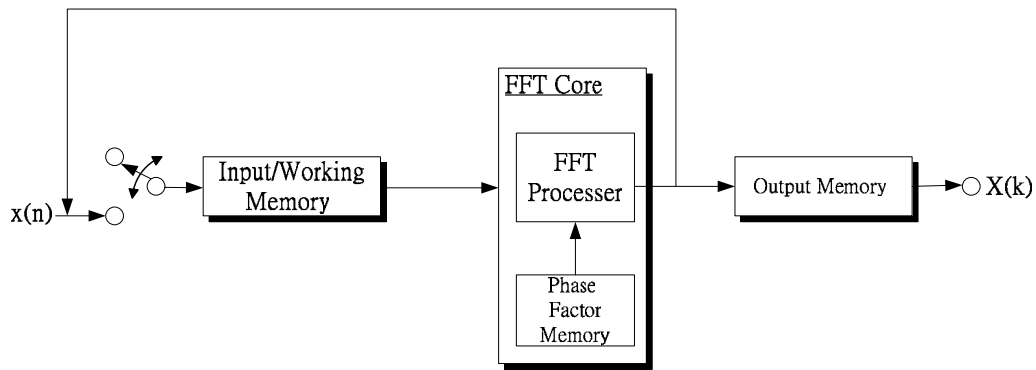 FFT Core
FFT
Processer
Input/Working
Memory
Output Memory
X(k)
x(n)
Phase
Factor
Memory